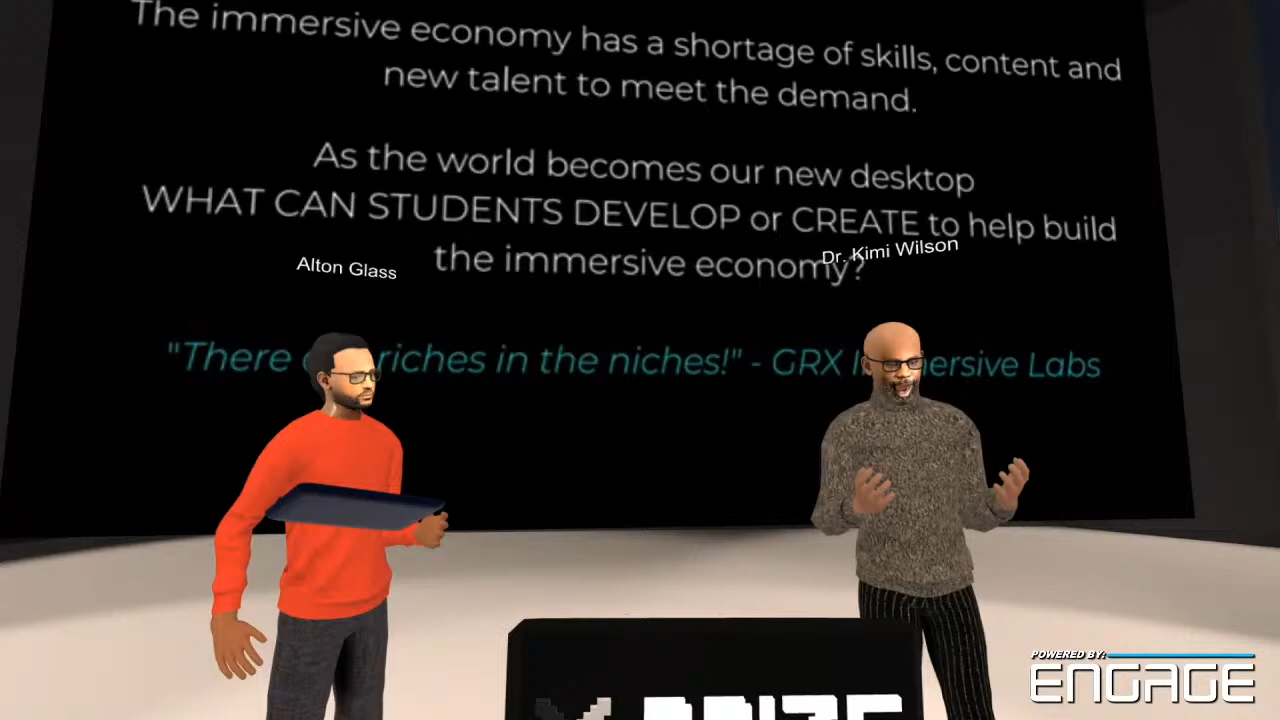 The immersive economy has a shortage of skills, content and
new talent to meet the demand.
As the world becomes our new desktop
WHAT CAN STUDENTS DEVELOP or CREATE to help build
the immersive economy?
Alton Glass
Dr. Kimi Wilson
"There riches in the niches!" - GRX Labs
POWERED BY:
ENGAGE